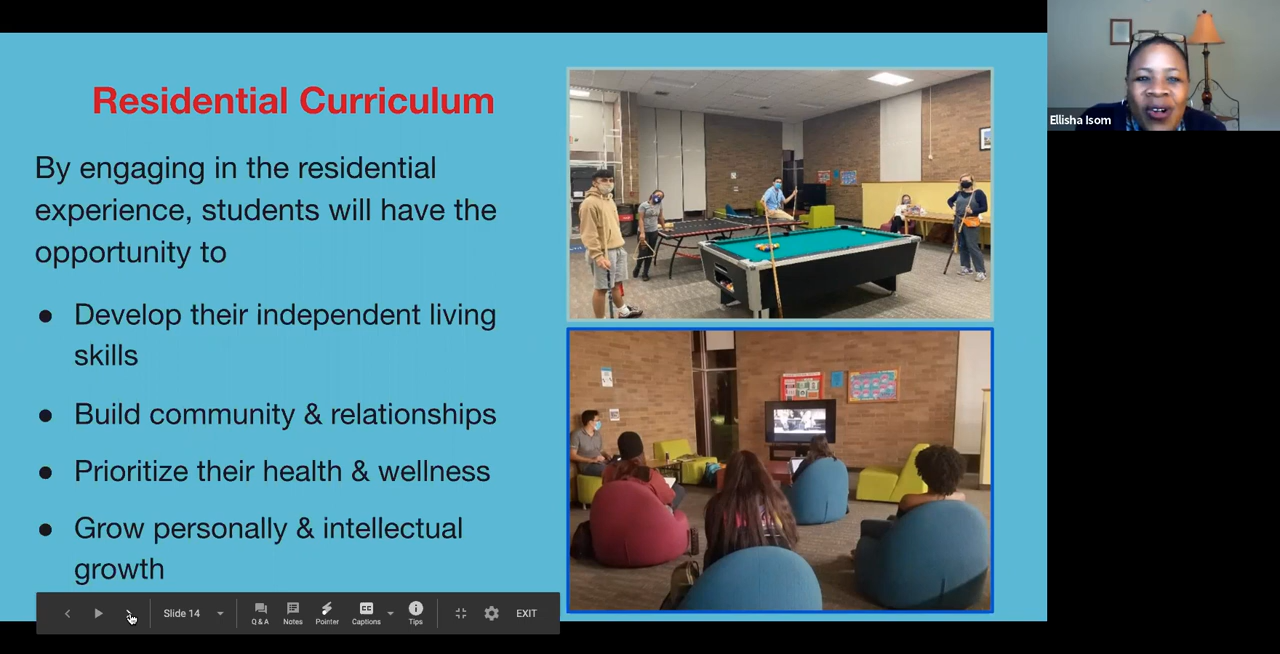 Residential Curriculum
By engaging in the residential
experience, students will have the
opportunity to
● Develop their independent living
skills
● Build community & relationships
● Prioritize their health & wellness
● Grow personally & intellectual
growth
Slide 14
Q & A
Notes
Pointer
CC
Captions
Tips
EXIT
Ellisha Isom